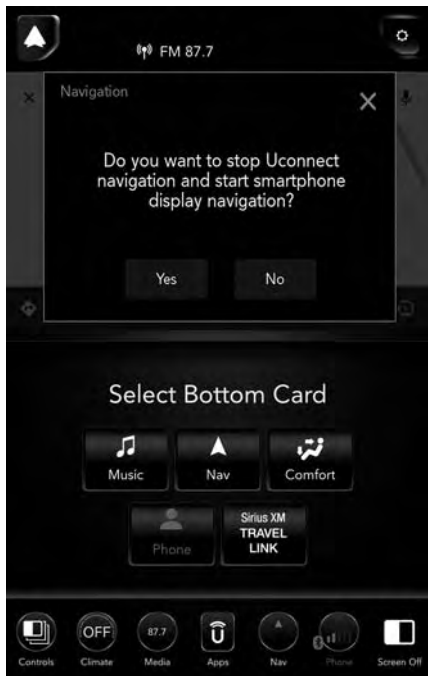 FM 87.7
Navigation
Do you want to stop Uconnect
navigation and start smartphone
display navigation?
Yes
No
Select Bottom Card
Music
Nav
Comfort
Phone
Sirius XM
TRAVEL
LINK
OFF
87.7
Controls
Climate
Media
Apps
Nav
Phone
Screen Off